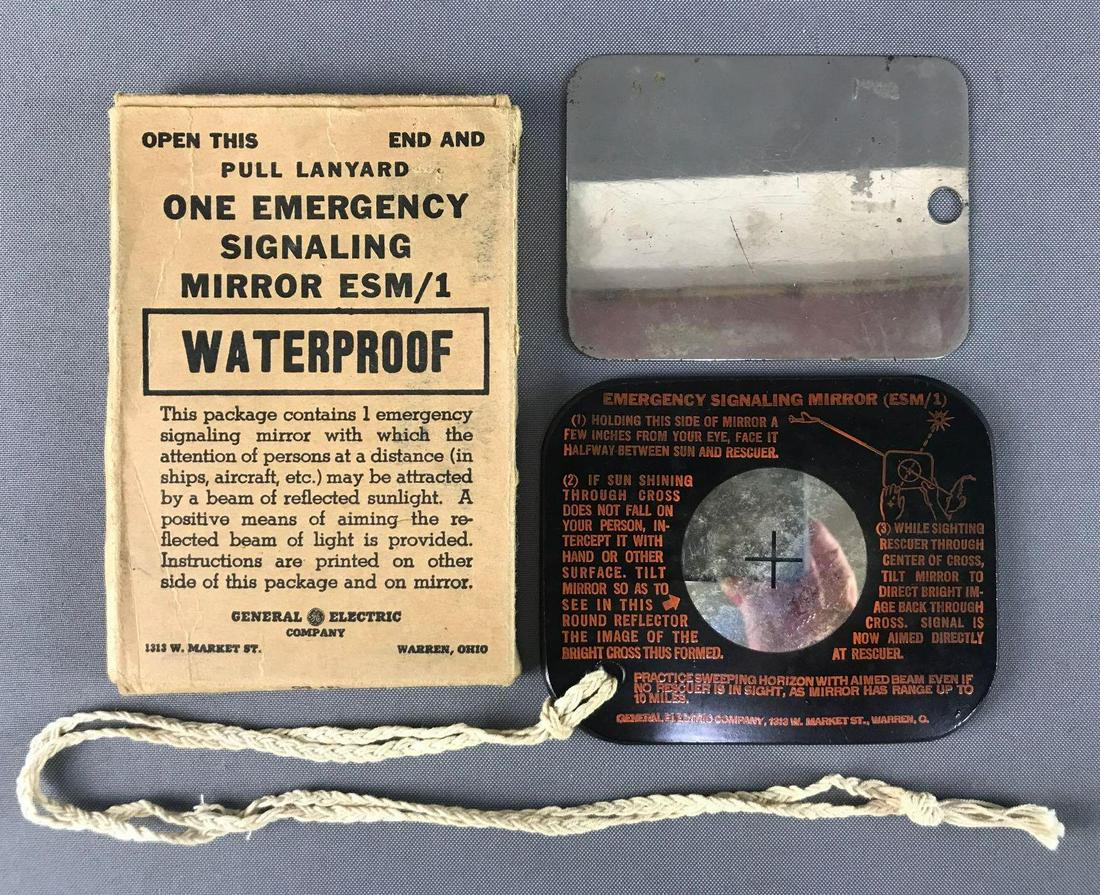 OPEN THIS END AND
PULL LANYARD
ONE EMERGENCY
SIGNALING
MIRROR ESM/1
WATERPROOF
This package contains 1 emergency
signaling mirror with which the
attention of persons at a distance (in
ships, aircraft, etc.) may be attracted
by a beam of reflected sunlight. A
positive means of aiming the re-
flected beam of light is provided.
Instructions are printed on other
side of this package and on mirror.
GENERAL GE ELECTRIC
COMPANY
1313 W. MARKET ST. WARREN, OHIO
EMERGENCY SIGNALING MIRROR (ESM/1)
(1) HOLDING THIS SIDE OF MIRROR A
FEW INCHES FROM YOUR EYE, FACE IT
HALFWAY BETWEEN SUN AND RESCUER.
(2) IF SUN SHINING
THROUGH CROSS
DOES NOT FALL ON
YOUR PERSON, IN-
TERCEPT IT WITH
HAND OR OTHER
SURFACE. TILT
MIRROR SO AS TO
SEE IN THIS
ROUND REFLECTOR
THE IMAGE OF THE
BRIGHT CROSS THUS FORMED.
(3) WHILE SIGHTING
RESCUER THROUGH
CENTER OF CROSS,
TILT MIRROR TO
DIRECT BRIGHT IM-
AGE BACK THROUGH
CROSS. SIGNAL IS
NOW AIMED DIRECTLY
AT RESCUER.
PRACTICE SWEEPING HORIZON WITH AIMED BEAM EVEN IF
NO RESCUER IS IN SIGHT, AS MIRROR HAS RANGE UP TO
10 MILES.
GENERAL ELECTRIC COMPANY, 1313 W. MARKET ST., WARREN, O.